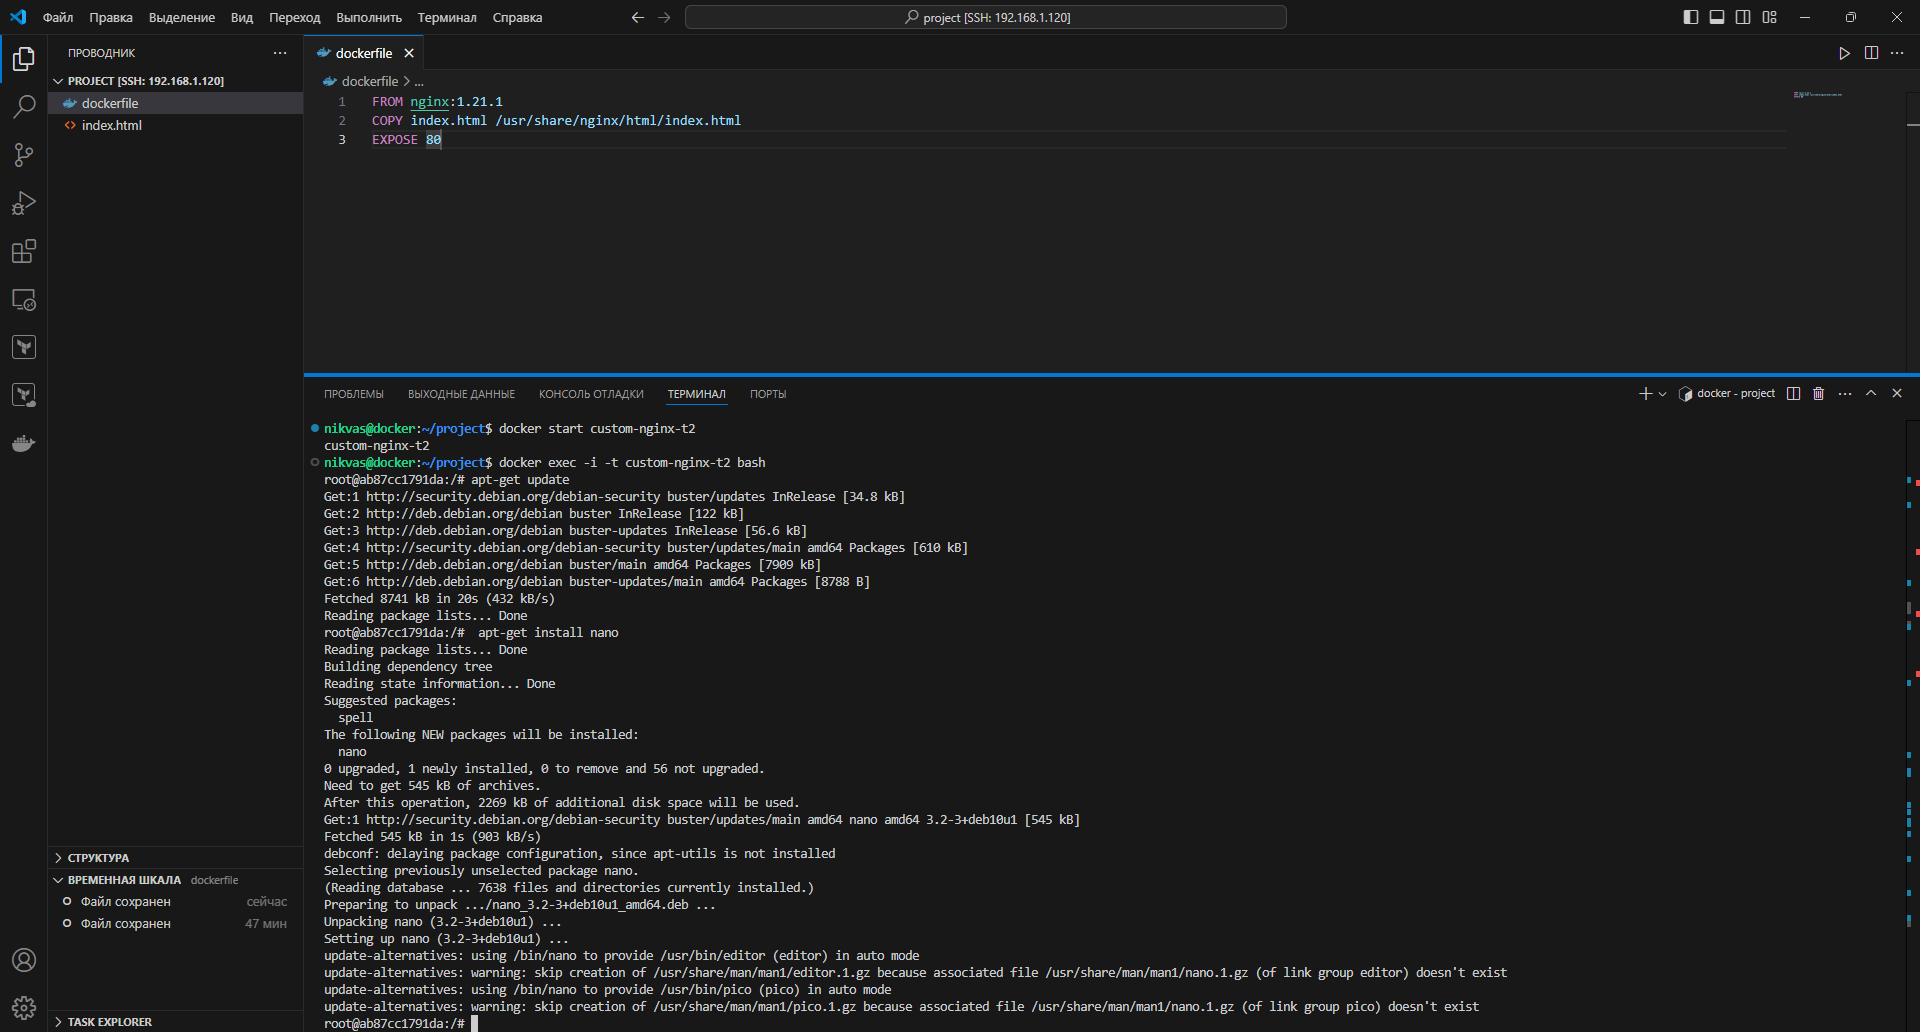 Файл Правка Выделение Вид Переход Выполнить Терминал Справка
project [SSH: 192.168.1.120]
ПРОВОДНИК
PROJECT [SSH: 192.168.1.120]
dockerfile
index.html
СТРУКТУРА
ВРЕМЕННАЯ ШКАЛА dockerfile
Файл сохранен сейчас
Файл сохранен 47 мин
TASK EXPLORER
dockerfile
dockerfile > ...
1 FROM nginx:1.21.1
2 COPY index.html /usr/share/nginx/html/index.html
3 EXPOSE 80
ПРОБЛЕМЫ ВЫХОДНЫЕ ДАННЫЕ КОНСОЛЬ ОТЛАДКИ ТЕРМИНАЛ ПОРТЫ
docker - project
nikvas@docker:~/project$ docker start custom-nginx-t2
custom-nginx-t2
nikvas@docker:~/project$ docker exec -i -t custom-nginx-t2 bash
root@ab87cc1791da:/# apt-get update
Get:1 http://security.debian.org/debian-security buster/updates InRelease [34.8 kB]
Get:2 http://deb.debian.org/debian buster InRelease [122 kB]
Get:3 http://deb.debian.org/debian buster-updates InRelease [56.6 kB]
Get:4 http://security.debian.org/debian-security buster/updates/main amd64 Packages [610 kB]
Get:5 http://deb.debian.org/debian buster/main amd64 Packages [7909 kB]
Get:6 http://deb.debian.org/debian buster-updates/main amd64 Packages [8788 B]
Fetched 8741 kB in 20s (432 kB/s)
Reading package lists... Done
root@ab87cc1791da:/#  apt-get install nano
Reading package lists... Done
Building dependency tree
Reading state information... Done
Suggested packages:
  spell
The following NEW packages will be installed:
  nano
0 upgraded, 1 newly installed, 0 to remove and 56 not upgraded.
Need to get 545 kB of archives.
After this operation, 2269 kB of additional disk space will be used.
Get:1 http://security.debian.org/debian-security buster/updates/main amd64 nano amd64 3.2-3+deb10u1 [545 kB]
Fetched 545 kB in 1s (903 kB/s)
debconf: delaying package configuration, since apt-utils is not installed
Selecting previously unselected package nano.
(Reading database ... 7638 files and directories currently installed.)
Preparing to unpack .../nano_3.2-3+deb10u1_amd64.deb ...
Unpacking nano (3.2-3+deb10u1) ...
Setting up nano (3.2-3+deb10u1) ...
update-alternatives: using /bin/nano to provide /usr/bin/editor (editor) in auto mode
update-alternatives: warning: skip creation of /usr/share/man/man1/editor.1.gz because associated file /usr/share/man/man1/nano.1.gz (of link group editor) doesn't exist
update-alternatives: using /bin/nano to provide /usr/bin/pico (pico) in auto mode
update-alternatives: warning: skip creation of /usr/share/man/man1/pico.1.gz because associated file /usr/share/man/man1/nano.1.gz (of link group pico) doesn't exist
root@ab87cc1791da:/#